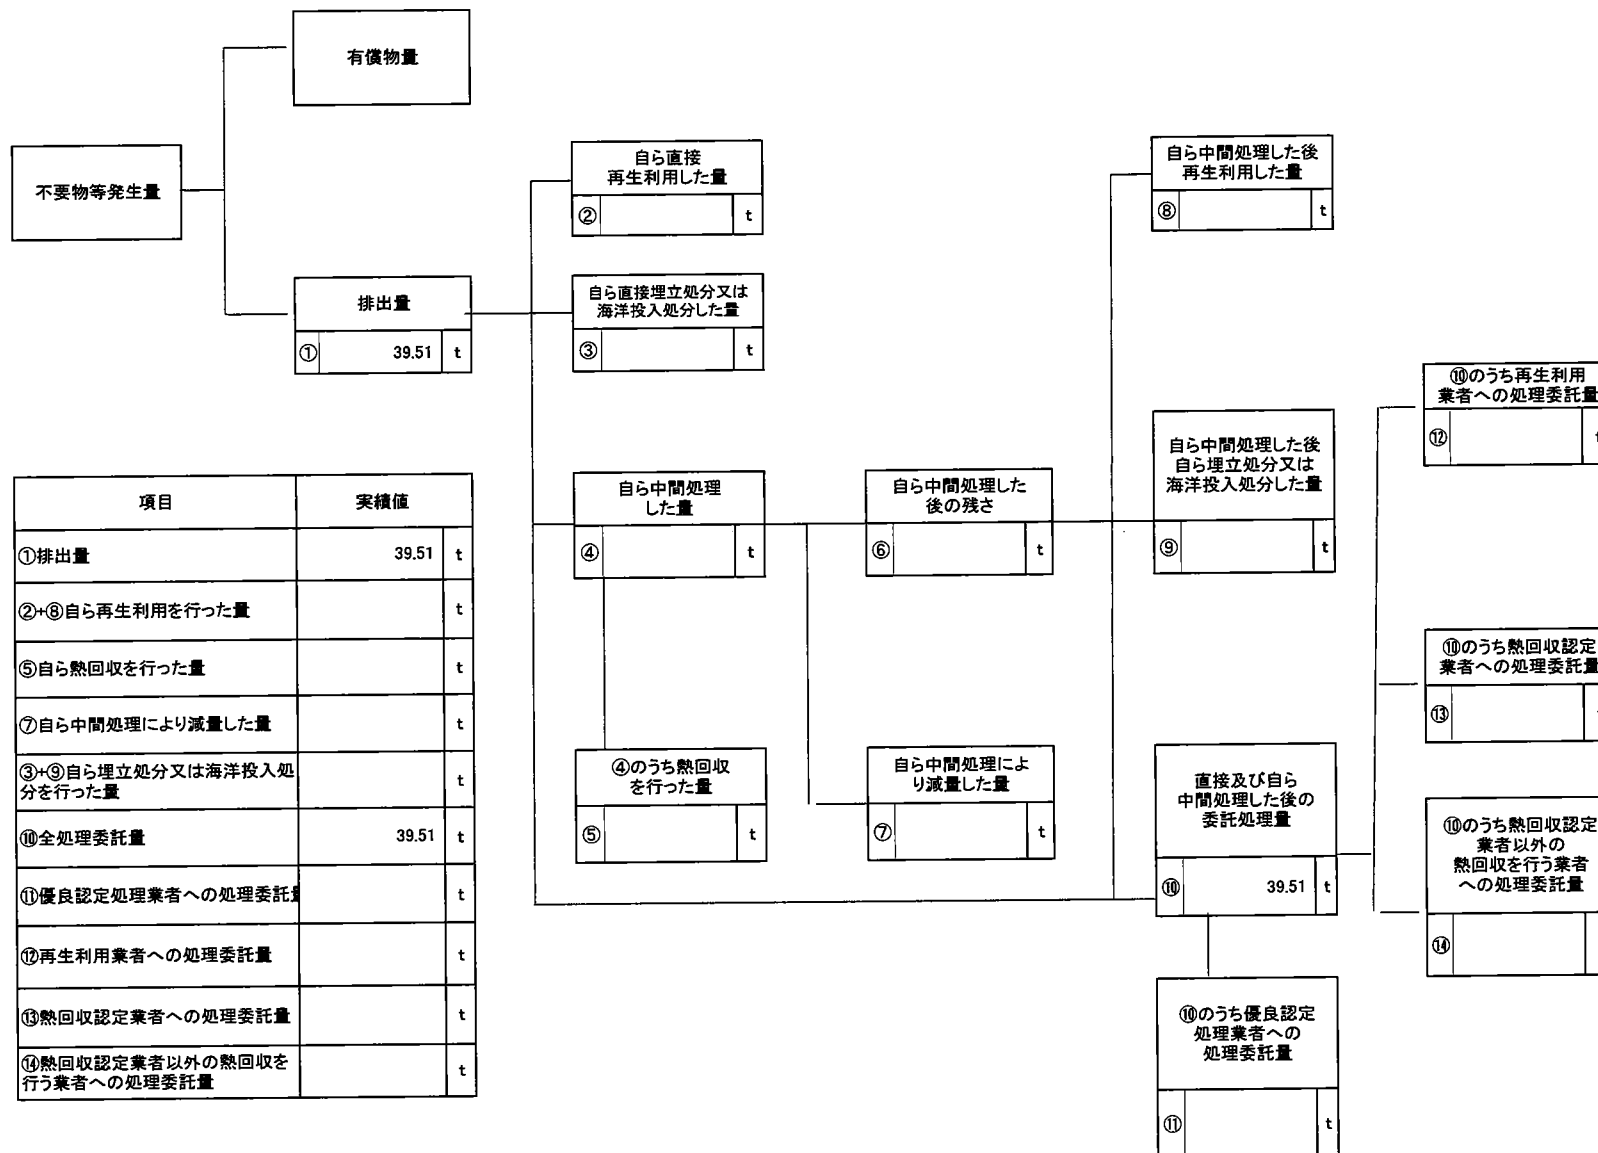 有償物量
不要物等発生量
排出量
① 39.51 t
自ら直接
再生利用した量
② t
自ら直接埋立処分又は
海洋投入処分した量
③ t
自ら中間処理
した量
④ t
④のうち熱回収
を行った量
⑤ t
自ら中間処理した
後の残さ
⑥ t
自ら中間処理によ
り減量した量
⑦ t
自ら中間処理した後
再生利用した量
⑧ t
自ら中間処理した後
自ら埋立処分又は
海洋投入処分した量
⑨ t
直接及び自ら
中間処理した後の
委託処理量
⑩ 39.51 t
⑩のうち優良認定
処理業者への
処理委託量
⑪ t
⑩のうち再生利用
業者への処理委託量
⑫
⑩のうち熱回収認定
業者への処理委託量
⑬
⑩のうち熱回収認定
業者以外の
熱回収を行う業者
への処理委託量
⑭
項目 実績値
①排出量 39.51 t
②+⑧自ら再生利用を行った量 t
⑤自ら熱回収を行った量 t
⑦自ら中間処理により減量した量 t
③+⑨自ら埋立処分又は海洋投入処
分を行った量 t
⑩全処理委託量 39.51 t
⑪優良認定処理業者への処理委託量 t
⑫再生利用業者への処理委託量 t
⑬熱回収認定業者への処理委託量 t
⑭熱回収認定業者以外の熱回収を
行う業者への処理委託量 t